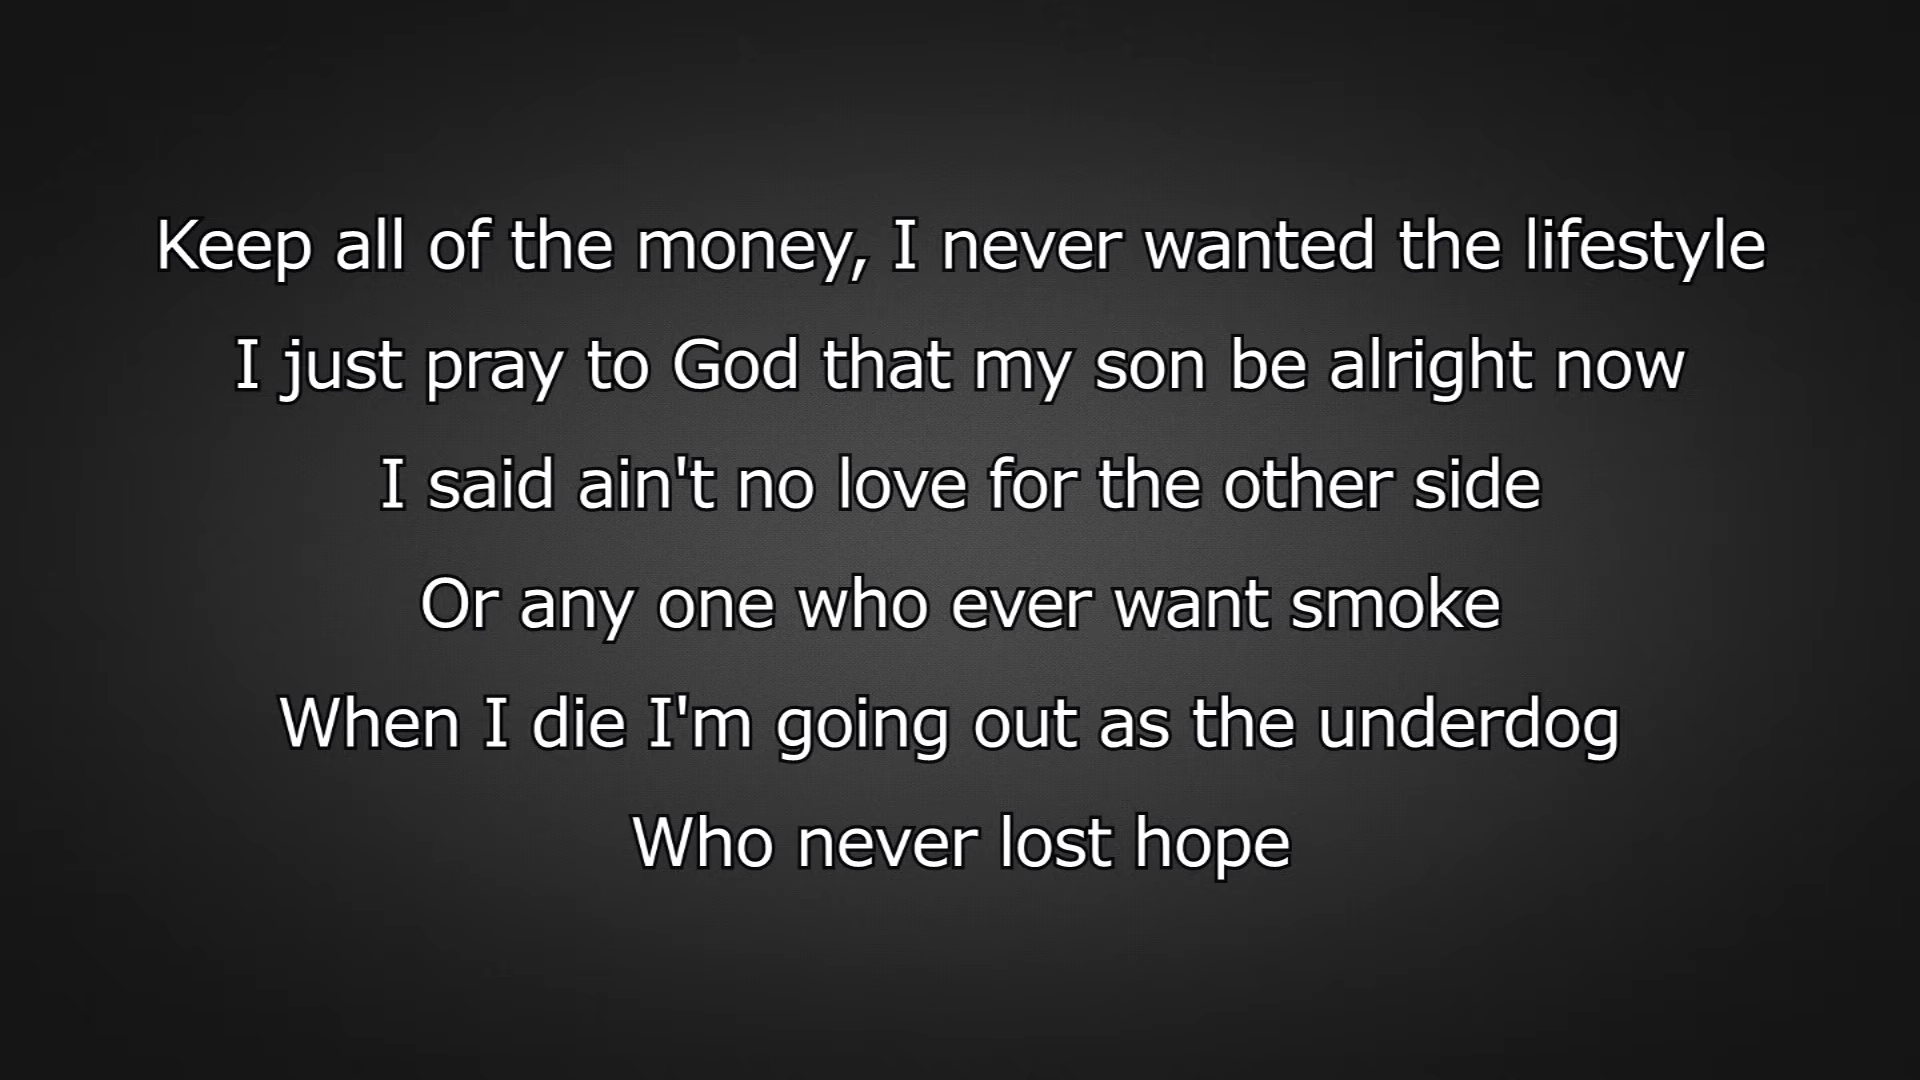 Keep all of the money, I never wanted the lifestyle
I just pray to God that my son be alright now
I said ain't no love for the other side
Or any one who ever want smoke
When I die I'm going out as the underdog
Who never lost hope